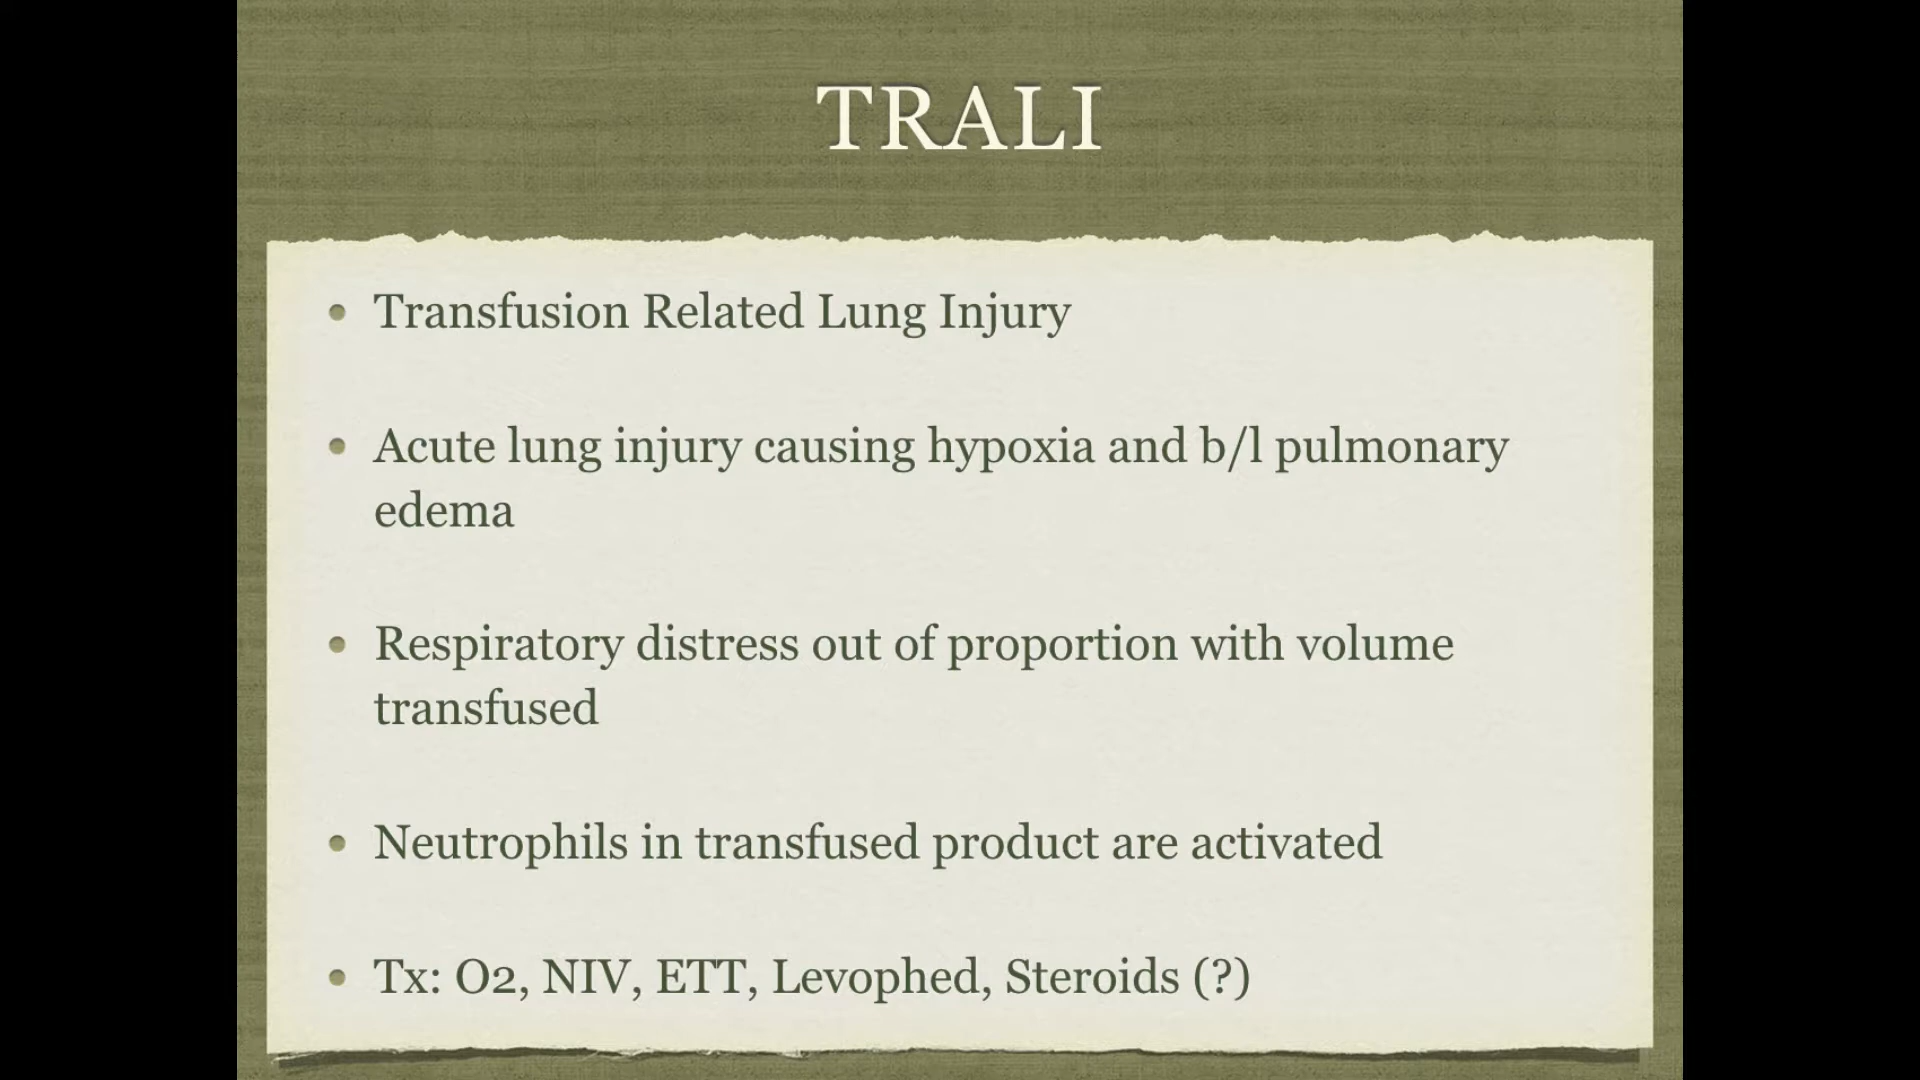 TRALI
Transfusion Related Lung Injury
Acute lung injury causing hypoxia and b/l pulmonary
edema
Respiratory distress out of proportion with volume
transfused
Neutrophils in transfused product are activated
Tx: O2, NIV, ETT, Levophed, Steroids (?)